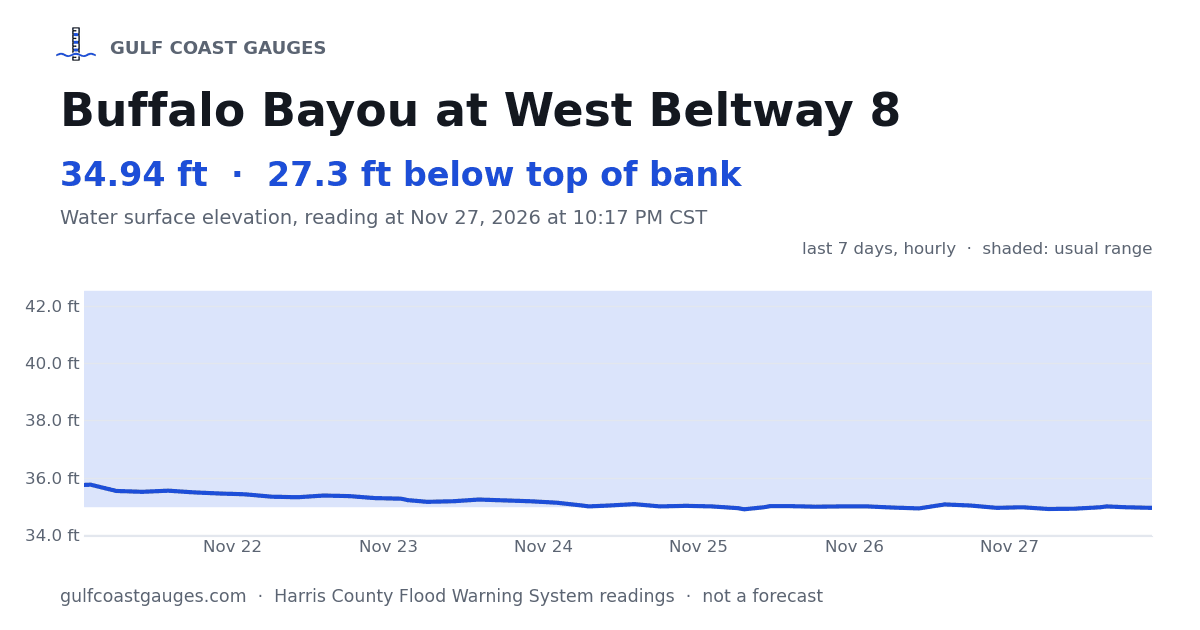 GULF COAST GAUGES
Buffalo Bayou at West Beltway 8
34.94 ft · 27.3 ft below top of bank
Water surface elevation, reading at Nov 27, 2026 at 10:17 PM CST
last 7 days, hourly · shaded: usual range
42.0 ft
40.0 ft
38.0 ft
36.0 ft
34.0 ft
Nov 22 Nov 23 Nov 24 Nov 25 Nov 26 Nov 27
gulfcoastgauges.com · Harris County Flood Warning System readings · not a forecast